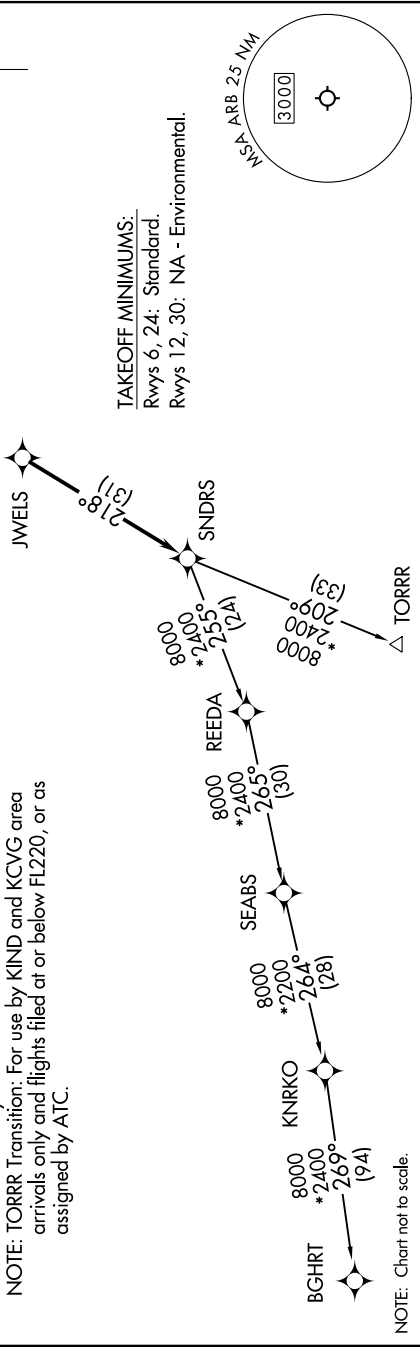 NOTE: TORRR Transition: For use by KIND and KCVG area
arrivals only and flights filed at or below FL220, or as
assigned by ATC.
TAKEOFF MINIMUMS:
Rwys 6, 24: Standard.
Rwys 12, 30: NA - Environmental.
MSA ARB 25 NM
3000
JWELS
218°
(31)
SNDRS
8000
*2400
255°
(24)
8000
*2400
209°
(33)
TORRR
REEDA
8000
*2400
265°
(30)
SEABS
8000
*2200
264°
(28)
KNRKO
8000
*2400
269°
(94)
BGHRT
NOTE: Chart not to scale.